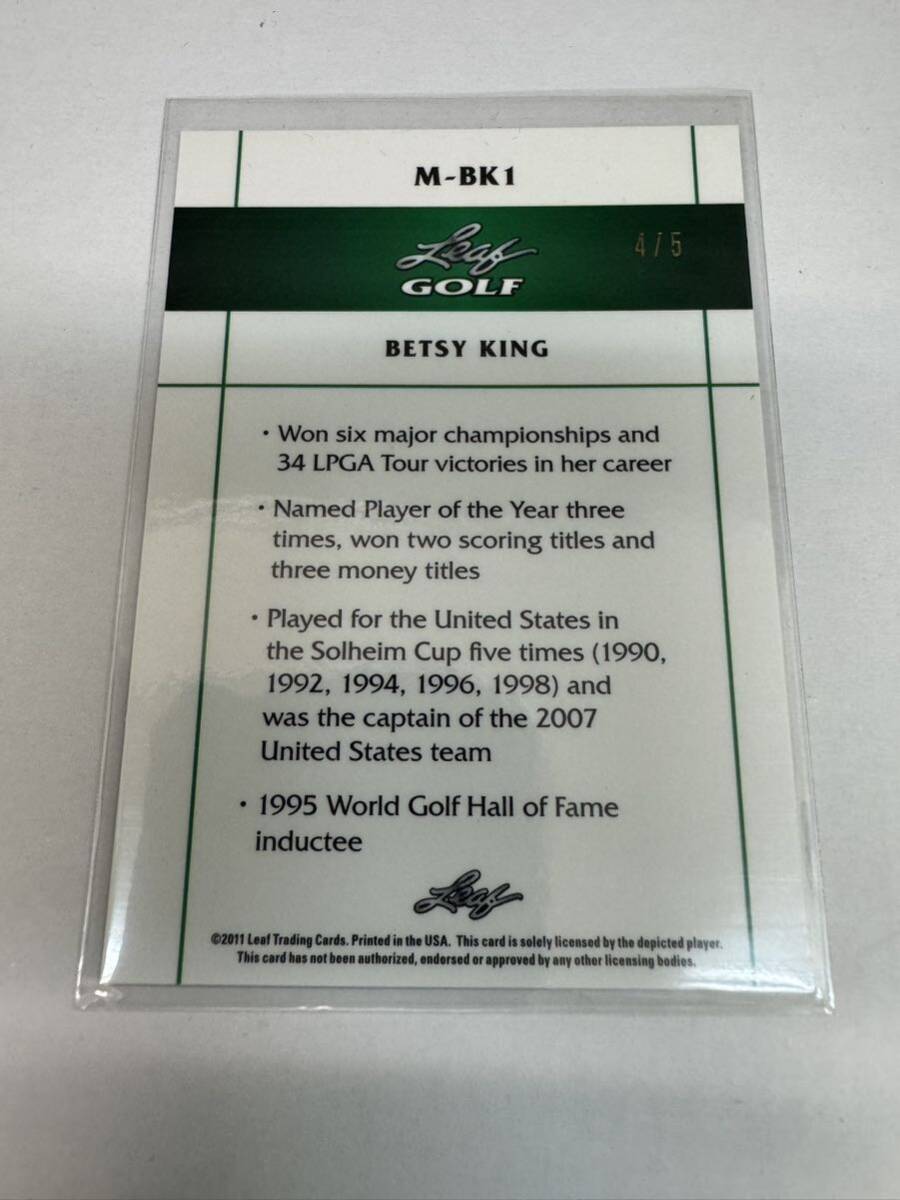 M-BK1
Leaf
GOLF
4/5
BETSY KING
• Won six major championships and
34 LPGA Tour victories in her career
• Named Player of the Year three
times, won two scoring titles and
three money titles
• Played for the United States in
the Solheim Cup five times (1990,
1992, 1994, 1996, 1998) and
was the captain of the 2007
United States team
• 1995 World Golf Hall of Fame
inductee
Leaf
©2011 Leaf Trading Cards. Printed in the USA. This card is solely licensed by the depicted player.
This card has not been authorized, endorsed or approved by any other licensing bodies.